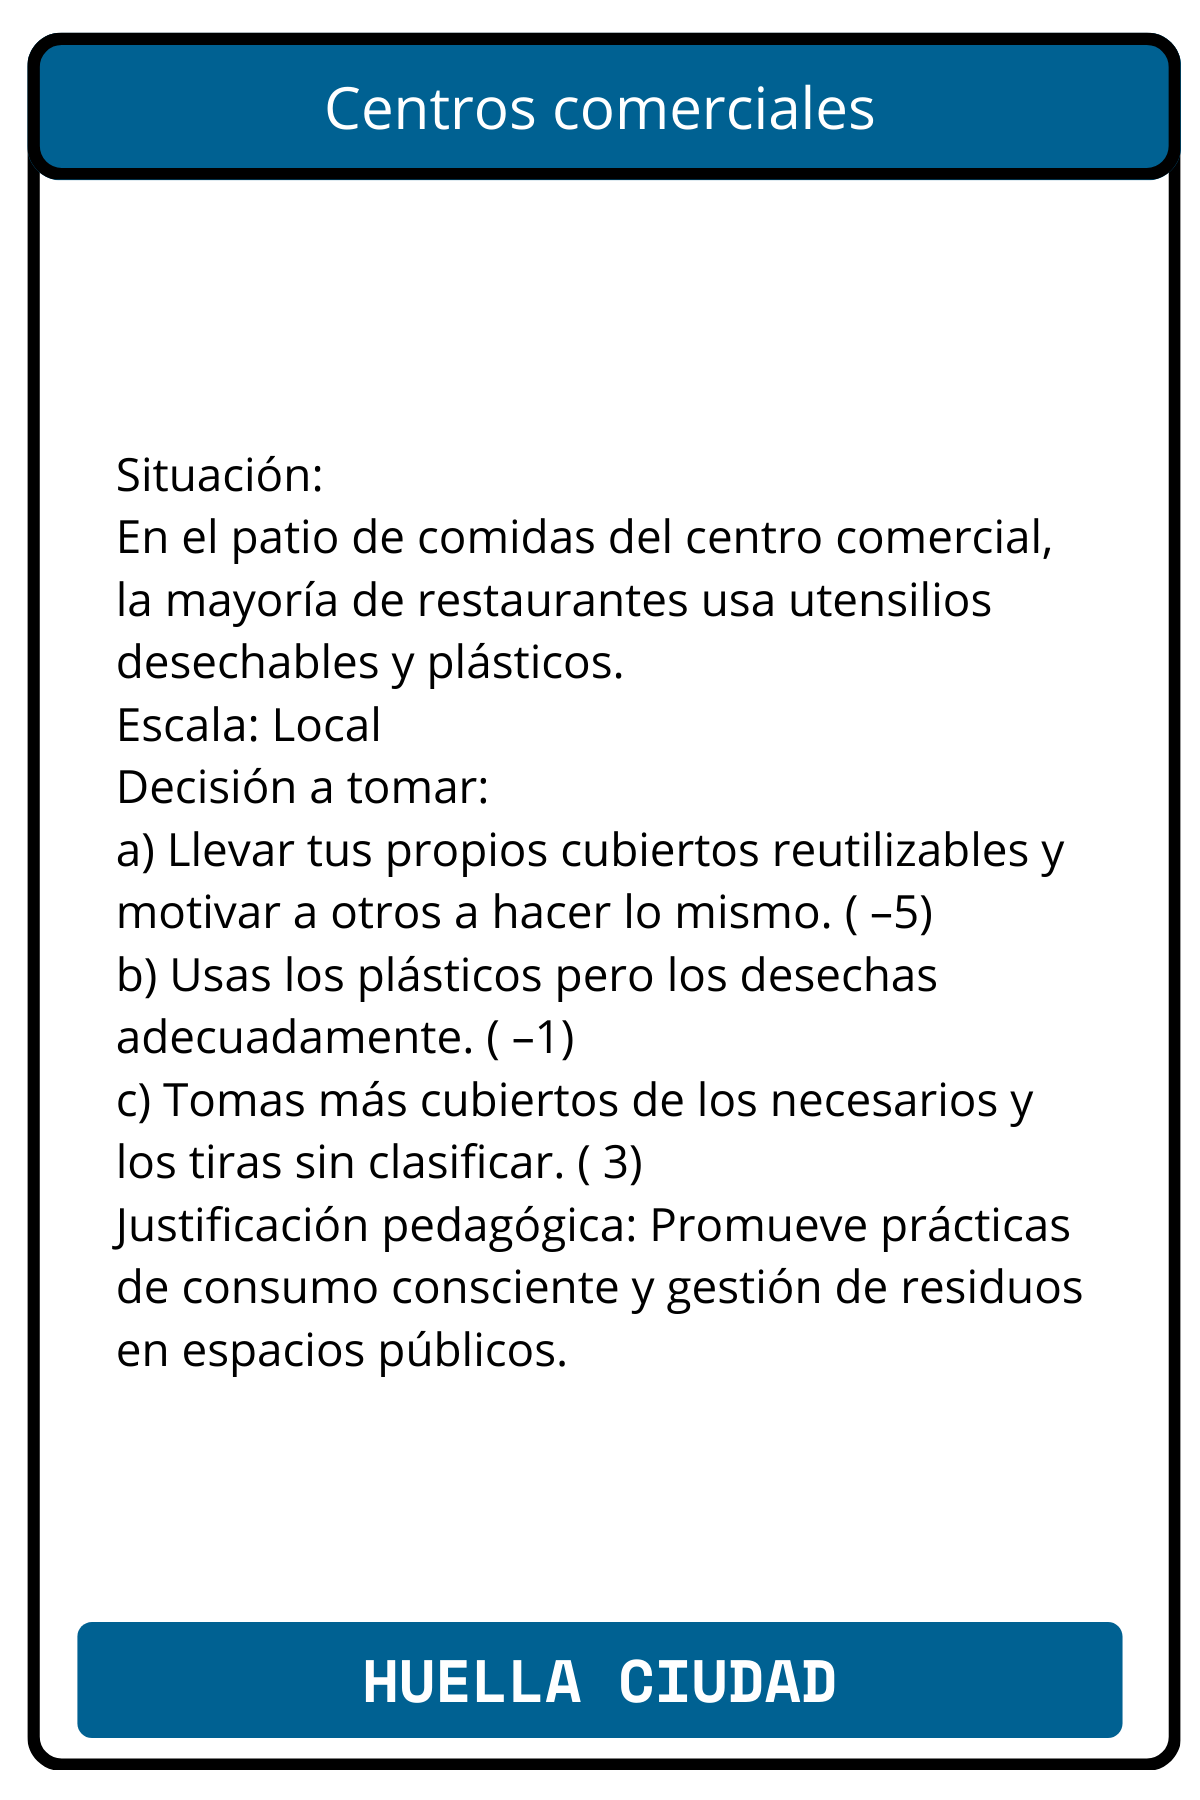 Centros comerciales
Situación:
En el patio de comidas del centro comercial,
la mayoría de restaurantes usa utensilios
desechables y plásticos.
Escala: Local
Decisión a tomar:
a) Llevar tus propios cubiertos reutilizables y
motivar a otros a hacer lo mismo. ( –5)
b) Usas los plásticos pero los desechas
adecuadamente. ( –1)
c) Tomas más cubiertos de los necesarios y
los tiras sin clasificar. ( 3)
Justificación pedagógica: Promueve prácticas
de consumo consciente y gestión de residuos
en espacios públicos.
HUELLA CIUDAD